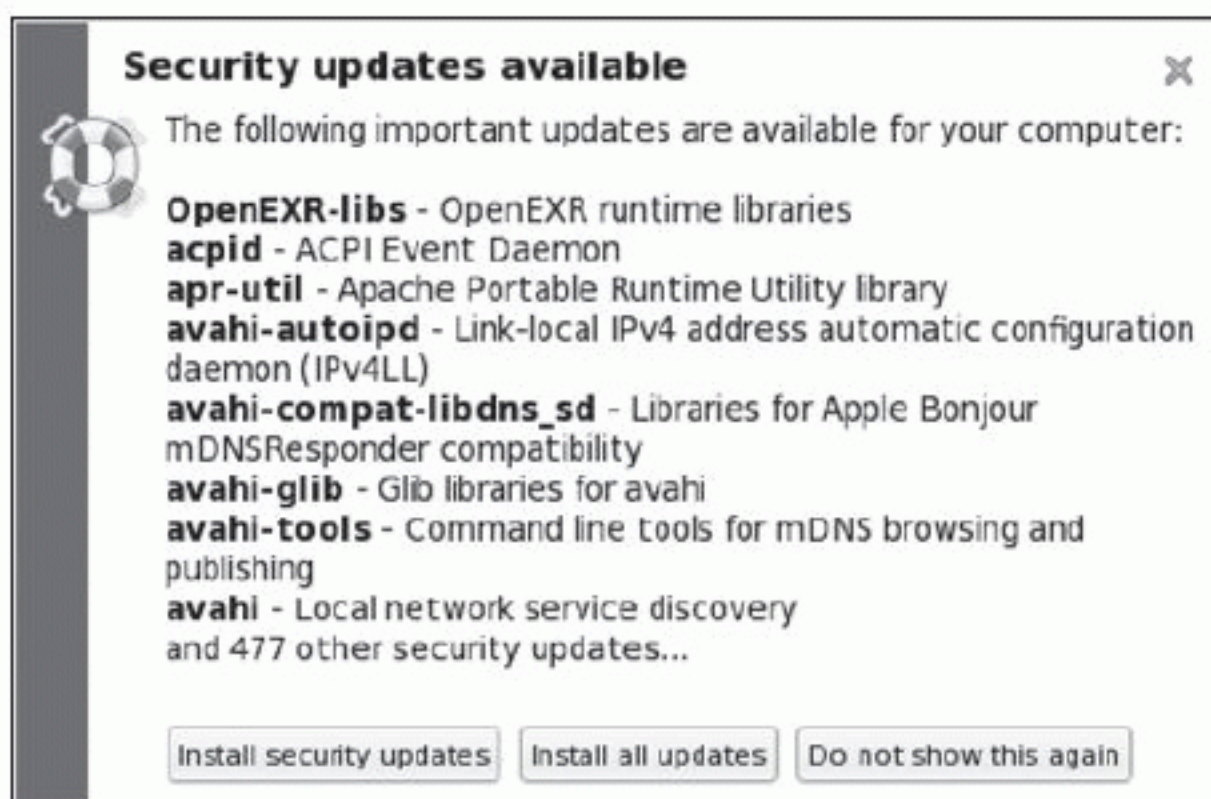 Security updates available
The following important updates are available for your computer:
OpenEXR-libs - OpenEXR runtime libraries
acpid - ACPI Event Daemon
apr-util - Apache Portable Runtime Utility library
avahi-autoipd - Link-local IPv4 address automatic configuration
daemon (IPv4LL)
avahi-compat-libdns_sd - Libraries for Apple Bonjour
mDNSResponder compatibility
avahi-glib - Glib libraries for avahi
avahi-tools - Command line tools for mDNS browsing and
publishing
avahi - Local network service discovery
and 477 other security updates...
Install security updates Install all updates Do not show this again